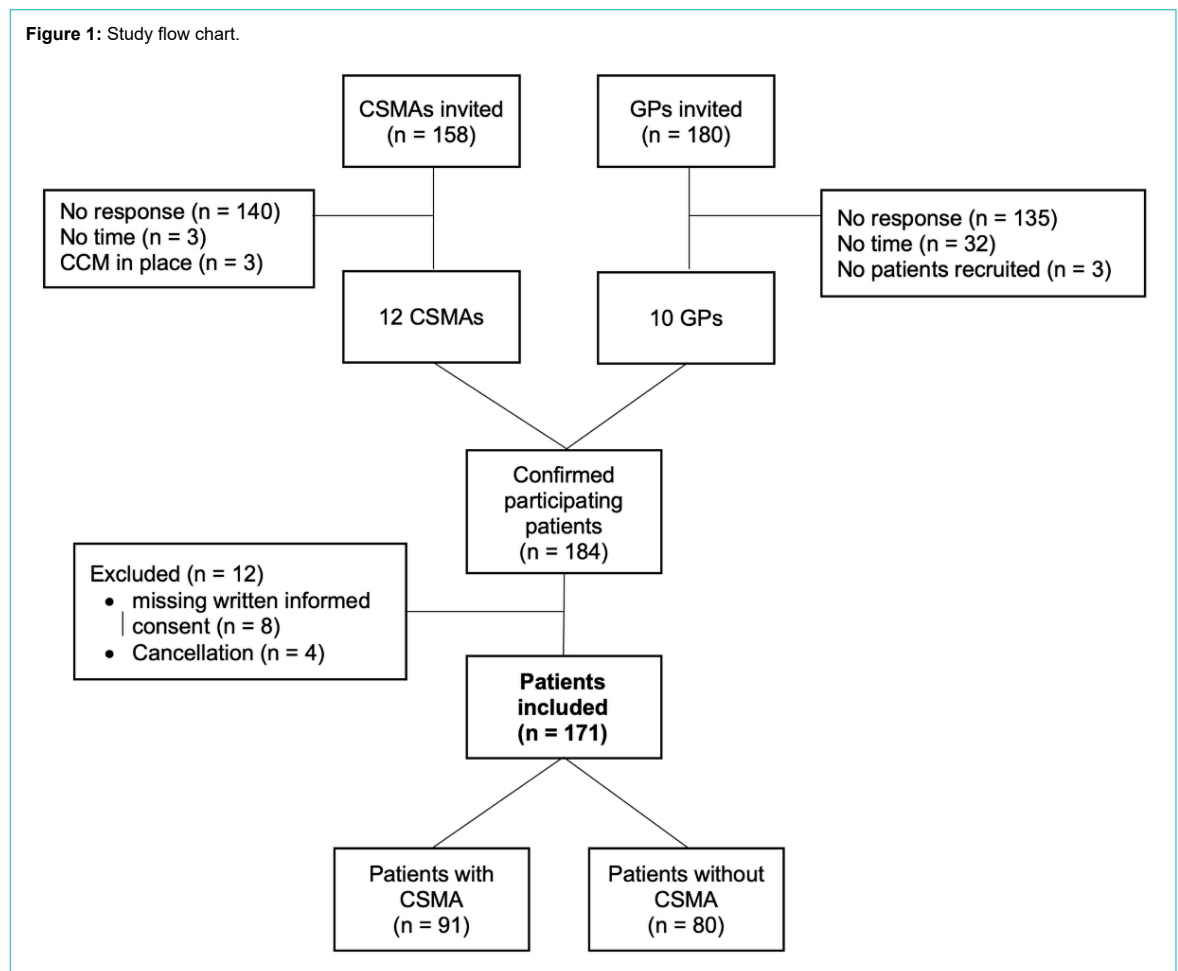 Figure 1: Study flow chart.
CSMAs invited
(n = 158)
GPs invited
(n = 180)
No response (n = 140)
No time (n = 3)
CCM in place (n = 3)
No response (n = 135)
No time (n = 32)
No patients recruited (n = 3)
12 CSMAs
10 GPs
Confirmed
participating
patients
(n = 184)
Excluded (n = 12)
• missing written informed
consent (n = 8)
• Cancellation (n = 4)
Patients
included
(n = 171)
Patients with
CSMA
(n = 91)
Patients without
CSMA
(n = 80)